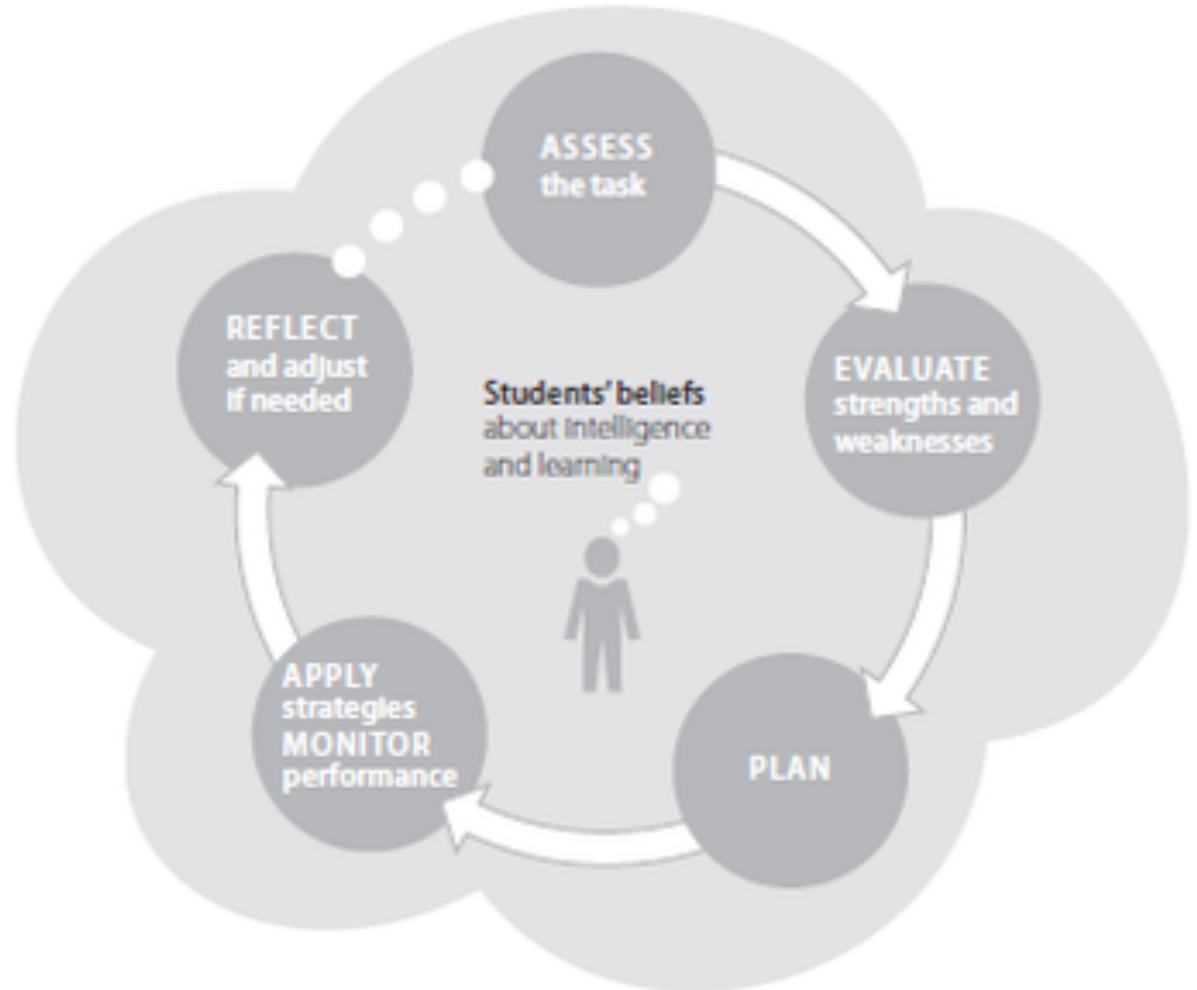 ASSESS
the task
EVALUATE
strengths and
weaknesses
PLAN
APPLY
strategies
MONITOR
performance
REFLECT
and adjust
if needed
Students' beliefs
about intelligence
and learning